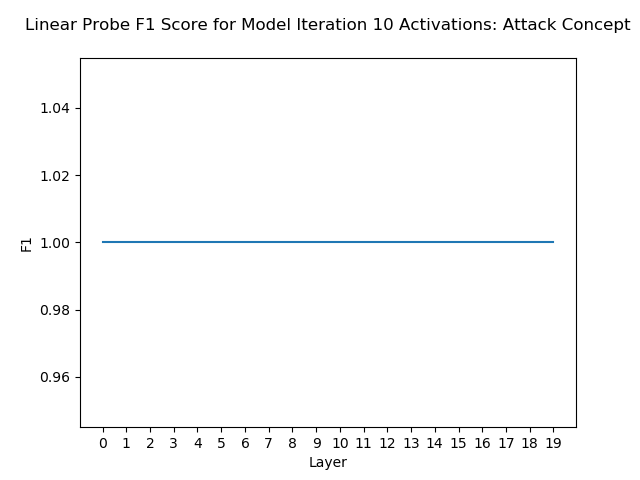 Linear Probe F1 Score for Model Iteration 10 Activations: Attack Concept
1.04
1.02
1.00
0.98
0.96
F1
0 1 2 3 4 5 6 7 8 9 10 11 12 13 14 15 16 17 18 19
Layer